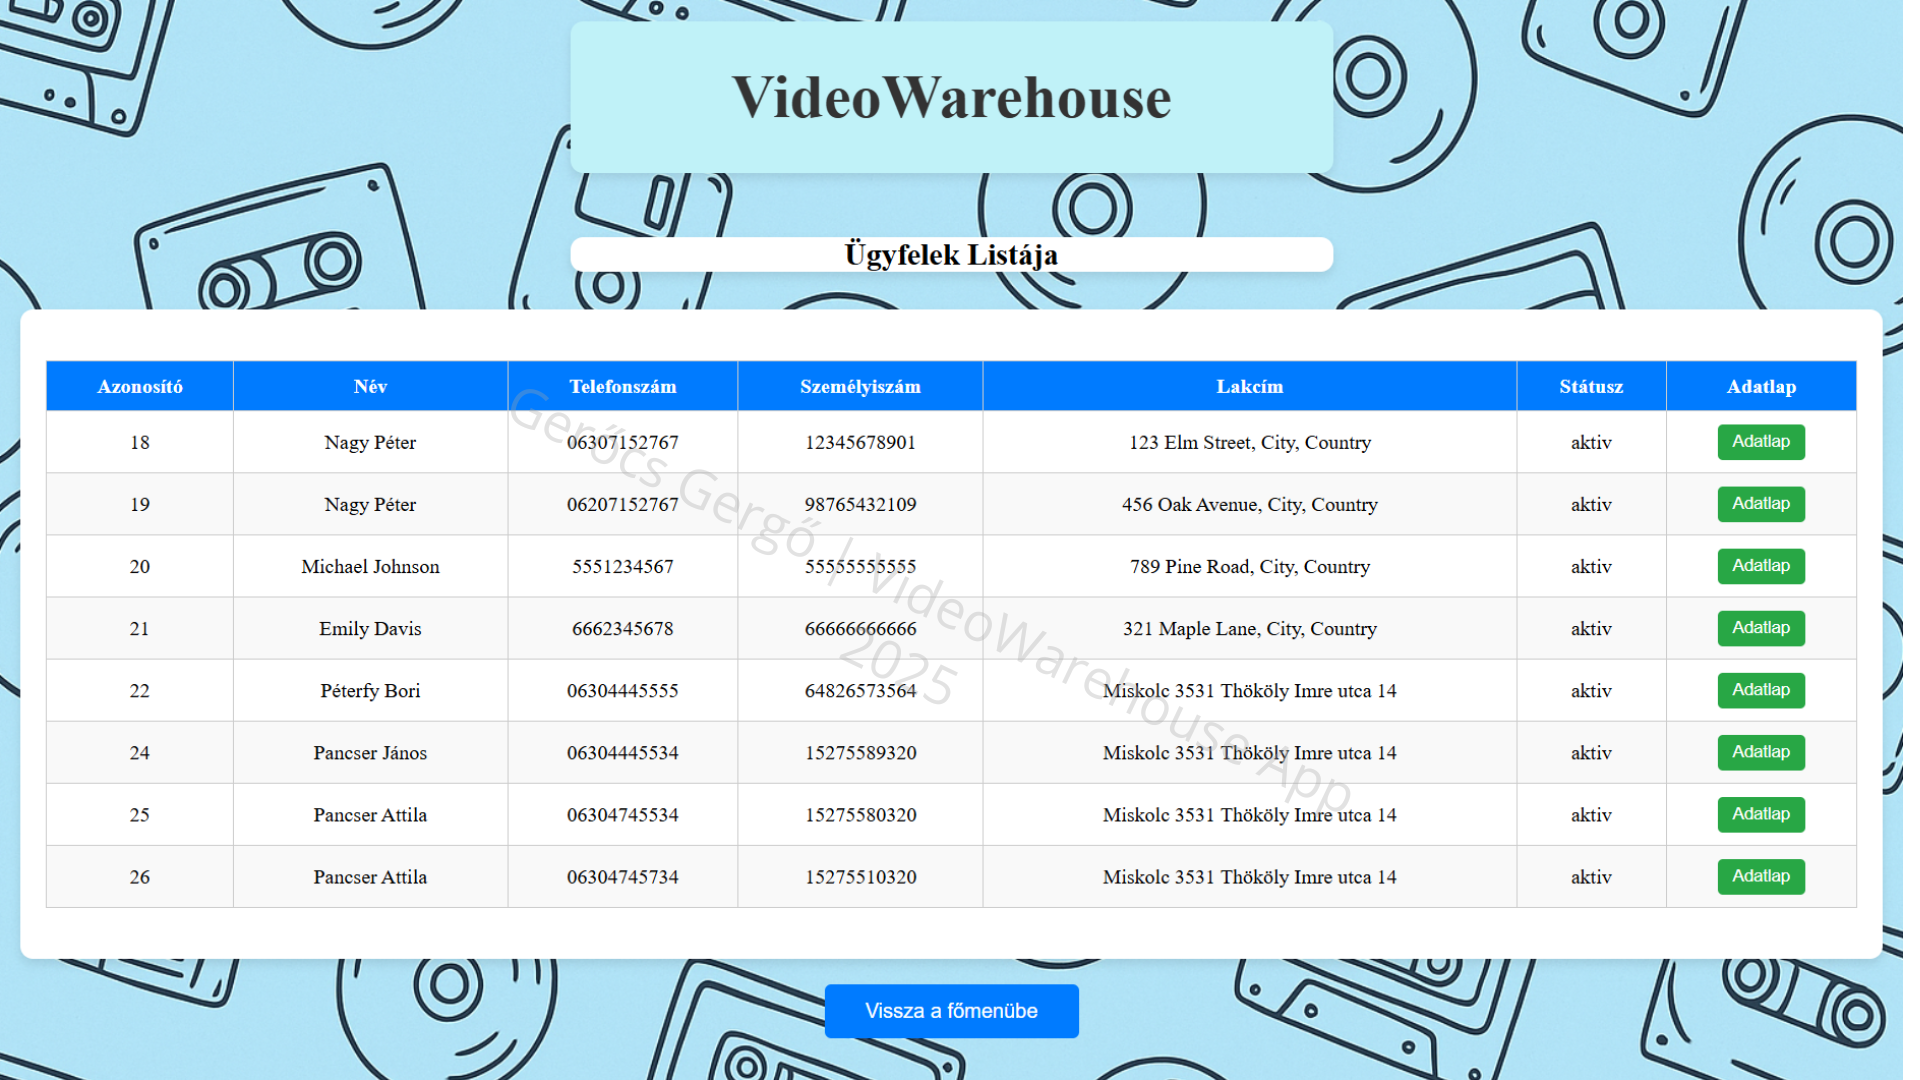 VideoWarehouse
Ügyfelek Listája
Azonosító Név Telefonszám Személyiszám Lakcím Státusz Adatlap
18 Nagy Péter 06307152767 12345678901 123 Elm Street, City, Country aktiv Adatlap
19 Nagy Péter 06207152767 98765432109 456 Oak Avenue, City, Country aktiv Adatlap
20 Michael Johnson 5551234567 55555555555 789 Pine Road, City, Country aktiv Adatlap
21 Emily Davis 6662345678 66666666666 321 Maple Lane, City, Country aktiv Adatlap
22 Péterfy Bori 06304445555 64826573564 Miskolc 3531 Thököly Imre utca 14 aktiv Adatlap
24 Pancser János 06304445534 15275589320 Miskolc 3531 Thököly Imre utca 14 aktiv Adatlap
25 Pancser Attila 06304745534 15275580320 Miskolc 3531 Thököly Imre utca 14 aktiv Adatlap
26 Pancser Attila 06304745734 15275510320 Miskolc 3531 Thököly Imre utca 14 aktiv Adatlap
Gerőcs Gergő | VideoWarehouse App
2025
Vissza a főmenübe